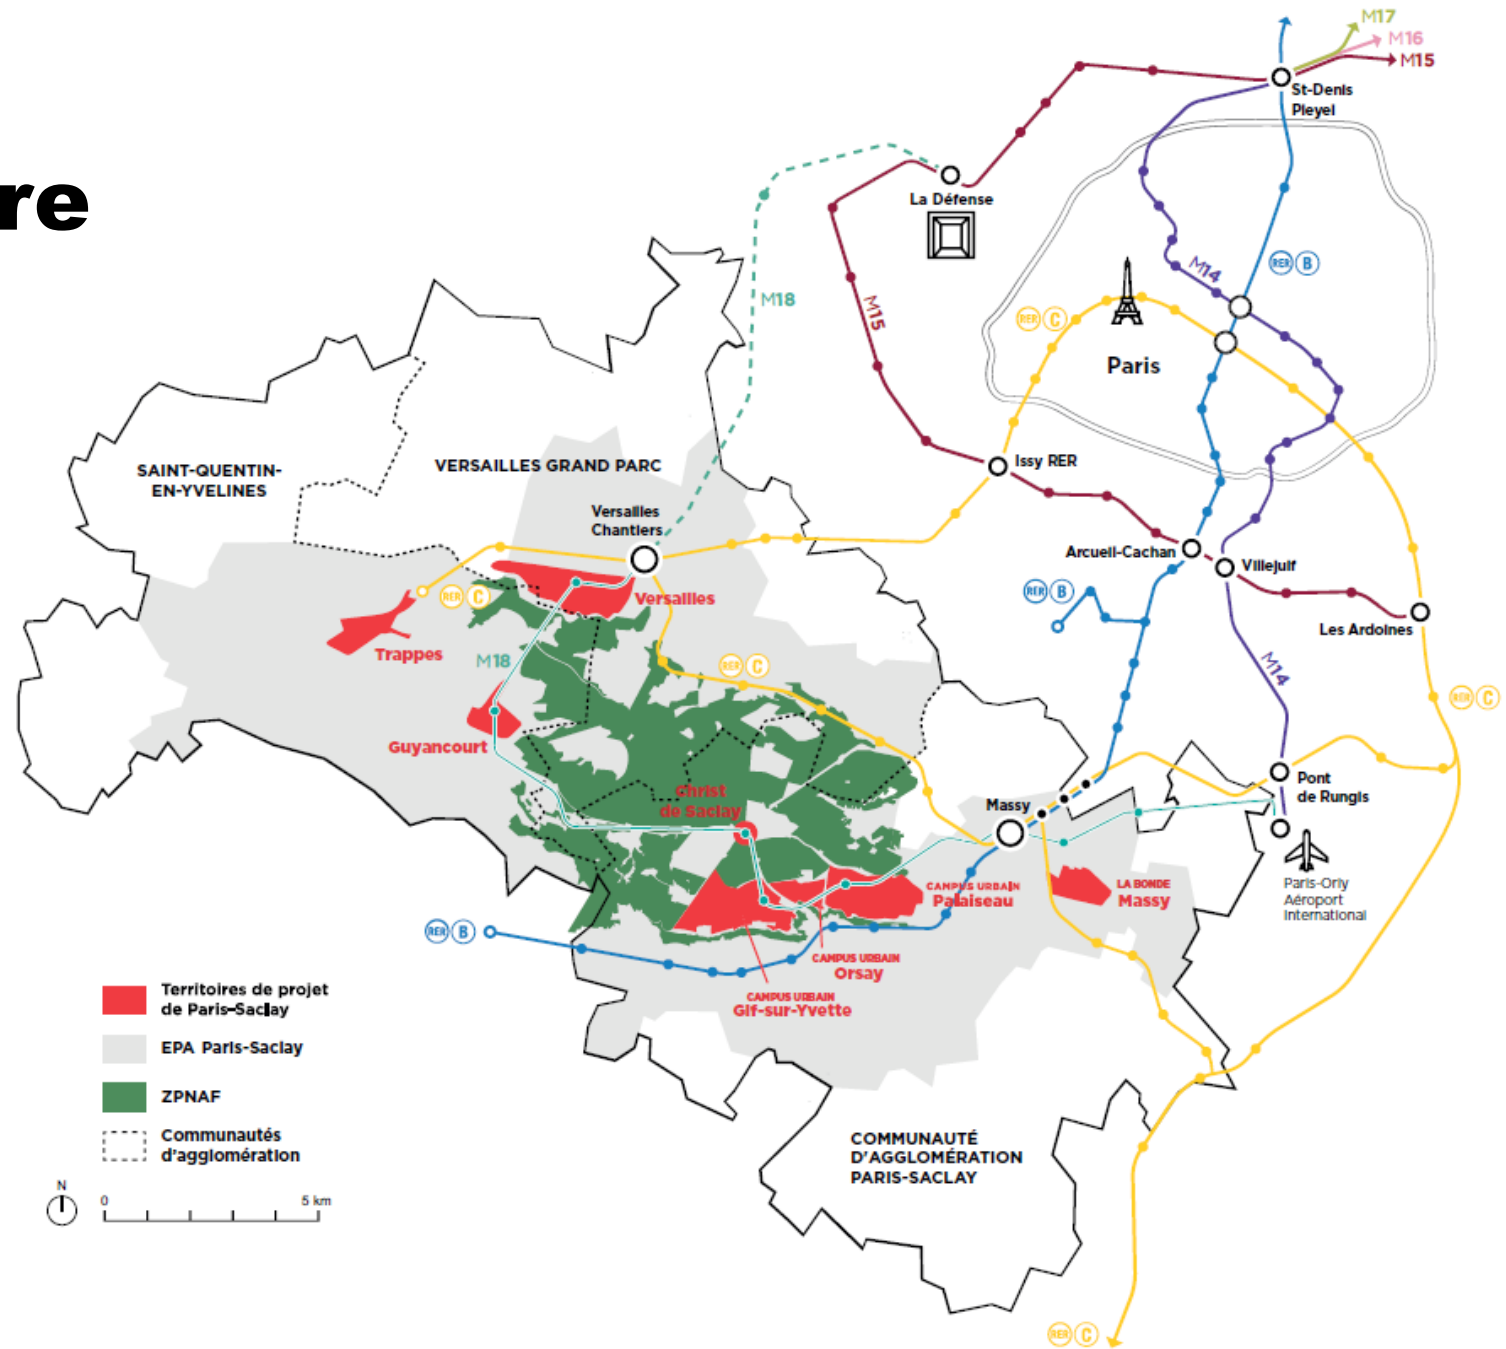 re
M17
M16
M15
St-Denis
Pleyel
La Défense
M14
RER B
M18
M15
RER C
Paris
SAINT-QUENTIN-
EN-YVELINES
VERSAILLES GRAND PARC
Issy RER
Versailles
Chantiers
Arcueil-Cachan
Villejuif
RER C
Versailles
RER B
Les Ardoines
Trappes
M18
RER C
M14
RER C
Guyancourt
Christ
de Saclay
Massy
Pont
de Rungis
CAMPUS URBAIN
Palaiseau
LA BONDE
Massy
Paris-Orly
Aéroport
International
RER B
CAMPUS URBAIN
Orsay
CAMPUS URBAIN
Gif-sur-Yvette
Territoires de projet
de Paris-Saclay
EPA Paris-Saclay
ZPNAF
Communautés
d'agglomération
COMMUNAUTÉ
D'AGGLOMÉRATION
PARIS-SACLAY
N
0 5 km
RER C